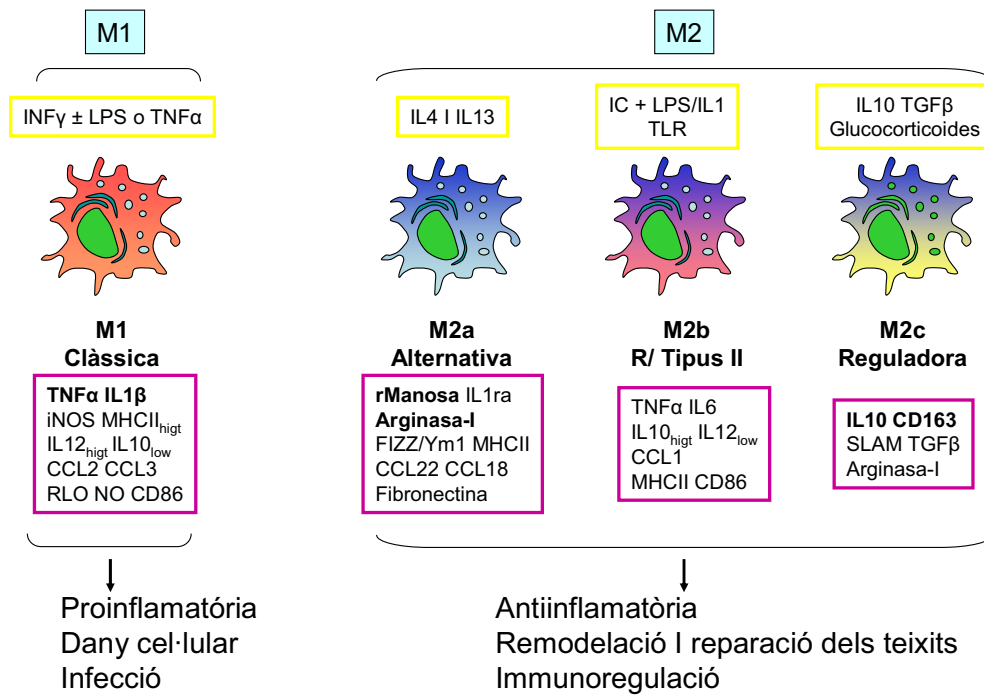 M1
M2
INFγ ± LPS o TNFα
IL4 I IL13
IC + LPS/IL1
TLR
IL10 TGFβ
Glucocorticoides
M1
Clàssica
M2a
Alternativa
M2b
R/ Tipus II
M2c
Reguladora
TNFα IL1β
iNOS MHCIIhigt
IL12higt IL10low
CCL2 CCL3
RLO NO CD86
rManosa IL1ra
Arginasa-I
FIZZ/Ym1 MHCII
CCL22 CCL18
Fibronectina
TNFα IL6
IL10higt IL12low
CCL1
MHCII CD86
IL10 CD163
SLAM TGFβ
Arginasa-I
Proinflamatória
Dany cel·lular
Infecció
Antiinflamatòria
Remodelació I reparació dels teixits
Immunoregulació